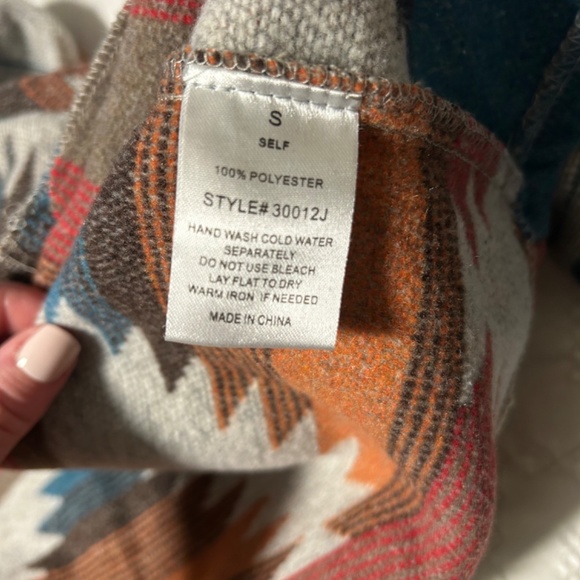 S
SELF
100% POLYESTER
STYLE# 30012J
HAND WASH COLD WATER
SEPARATELY
DO NOT USE BLEACH
LAY FLAT TO DRY
WARM IRON IF NEEDED
MADE IN CHINA